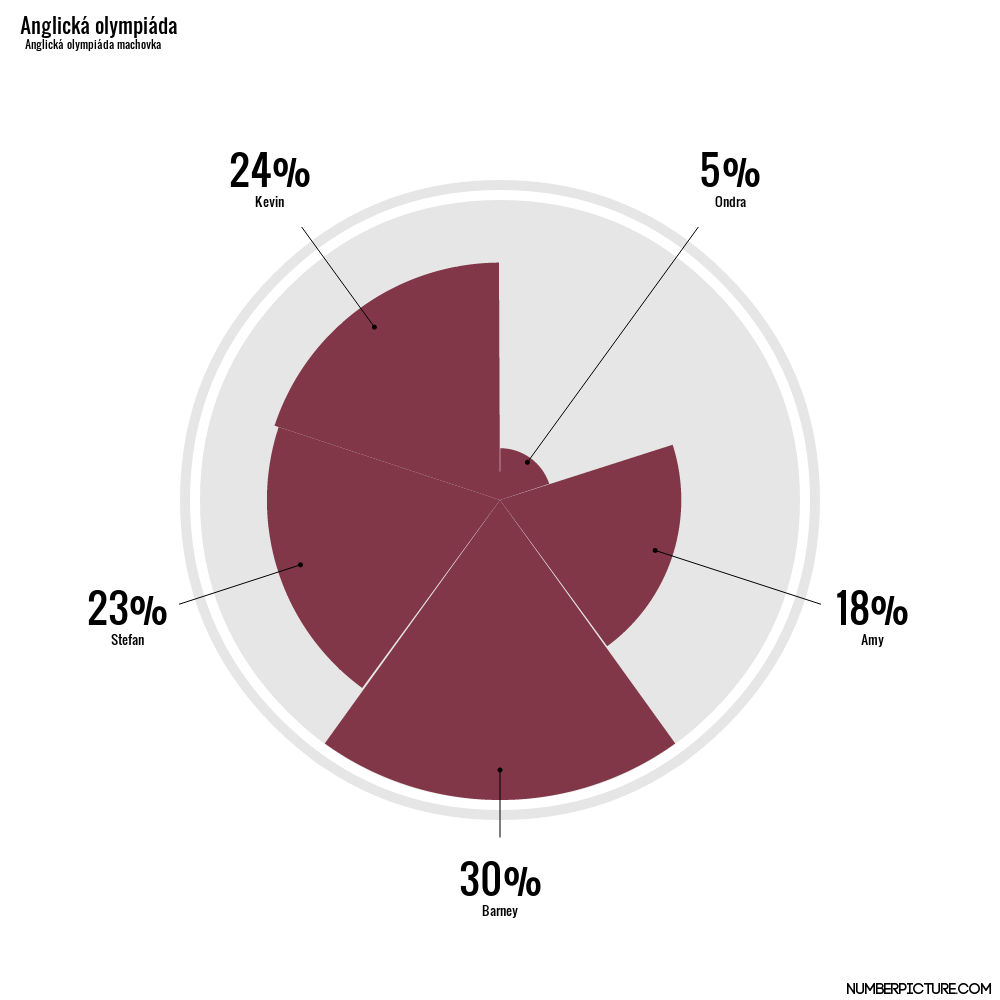 Anglická olympiáda
Anglická olympiáda machovka
24%
Kevin
5%
Ondra
23%
Stefan
18%
Amy
30%
Barney
NUMBERPICTURE.COM